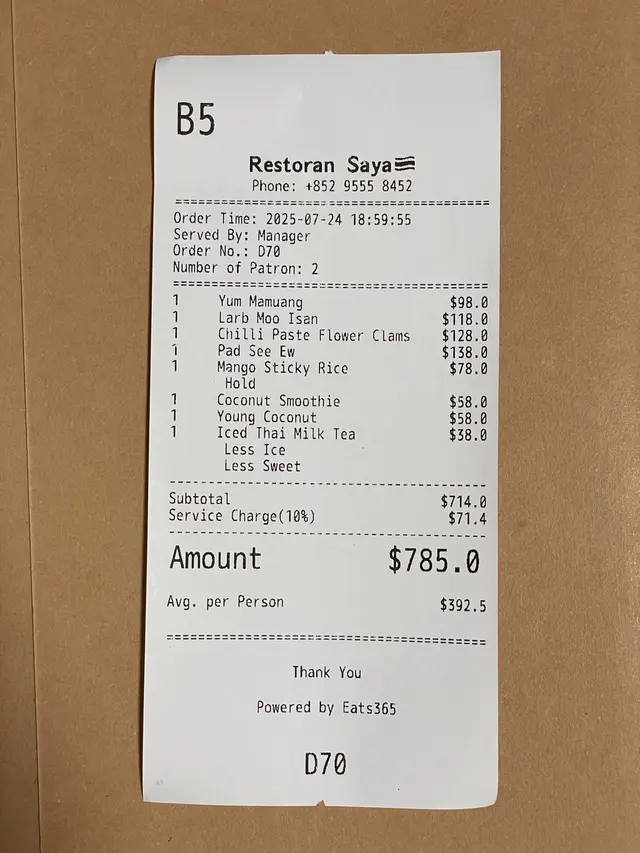 B5
Restoran Saya
Phone: +852 9555 8452
=========================================
Order Time: 2025-07-24 18:59:55
Served By: Manager
Order No.: D70
Number of Patron: 2
=========================================
1 Yum Mamuang $98.0
1 Larb Moo Isan $118.0
1 Chilli Paste Flower Clams $128.0
1 Pad See Ew $138.0
1 Mango Sticky Rice $78.0
Hold
1 Coconut Smoothie $58.0
1 Young Coconut $58.0
1 Iced Thai Milk Tea $38.0
Less Ice
Less Sweet
-----------------------------------------
Subtotal $714.0
Service Charge(10%) $71.4
-----------------------------------------
Amount $785.0
Avg. per Person $392.5
=========================================
Thank You
Powered by Eats365
D70